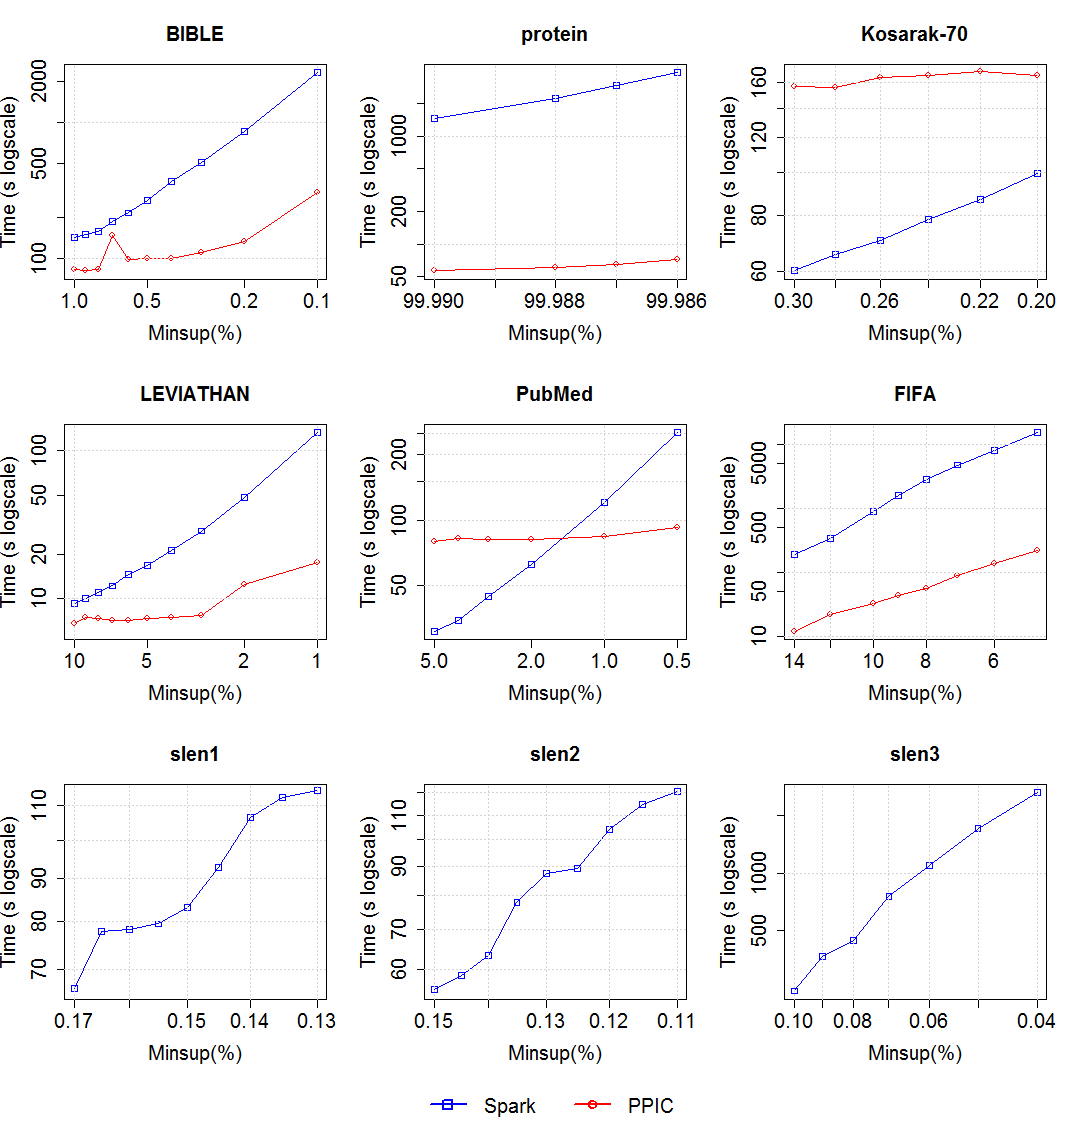 BIBLE
Time (s logscale)
2000
500
100
1.0 0.5 0.2 0.1
Minsup(%)
protein
Time (s logscale)
1000
200
50
99.990 99.988 99.986
Minsup(%)
Kosarak-70
Time (s logscale)
160
120
80
60
0.30 0.26 0.22 0.20
Minsup(%)
LEVIATHAN
Time (s logscale)
100
50
20
10
10 5 2 1
Minsup(%)
PubMed
Time (s logscale)
200
100
50
5.0 2.0 1.0 0.5
Minsup(%)
FIFA
Time (s logscale)
5000
500
50
10
14 10 8 6
Minsup(%)
slen1
Time (s logscale)
110
90
80
70
0.17 0.15 0.14 0.13
Minsup(%)
slen2
Time (s logscale)
110
90
70
60
0.15 0.13 0.12 0.11
Minsup(%)
slen3
Time (s logscale)
1000
500
0.10 0.08 0.06 0.04
Minsup(%)
Spark PPIC